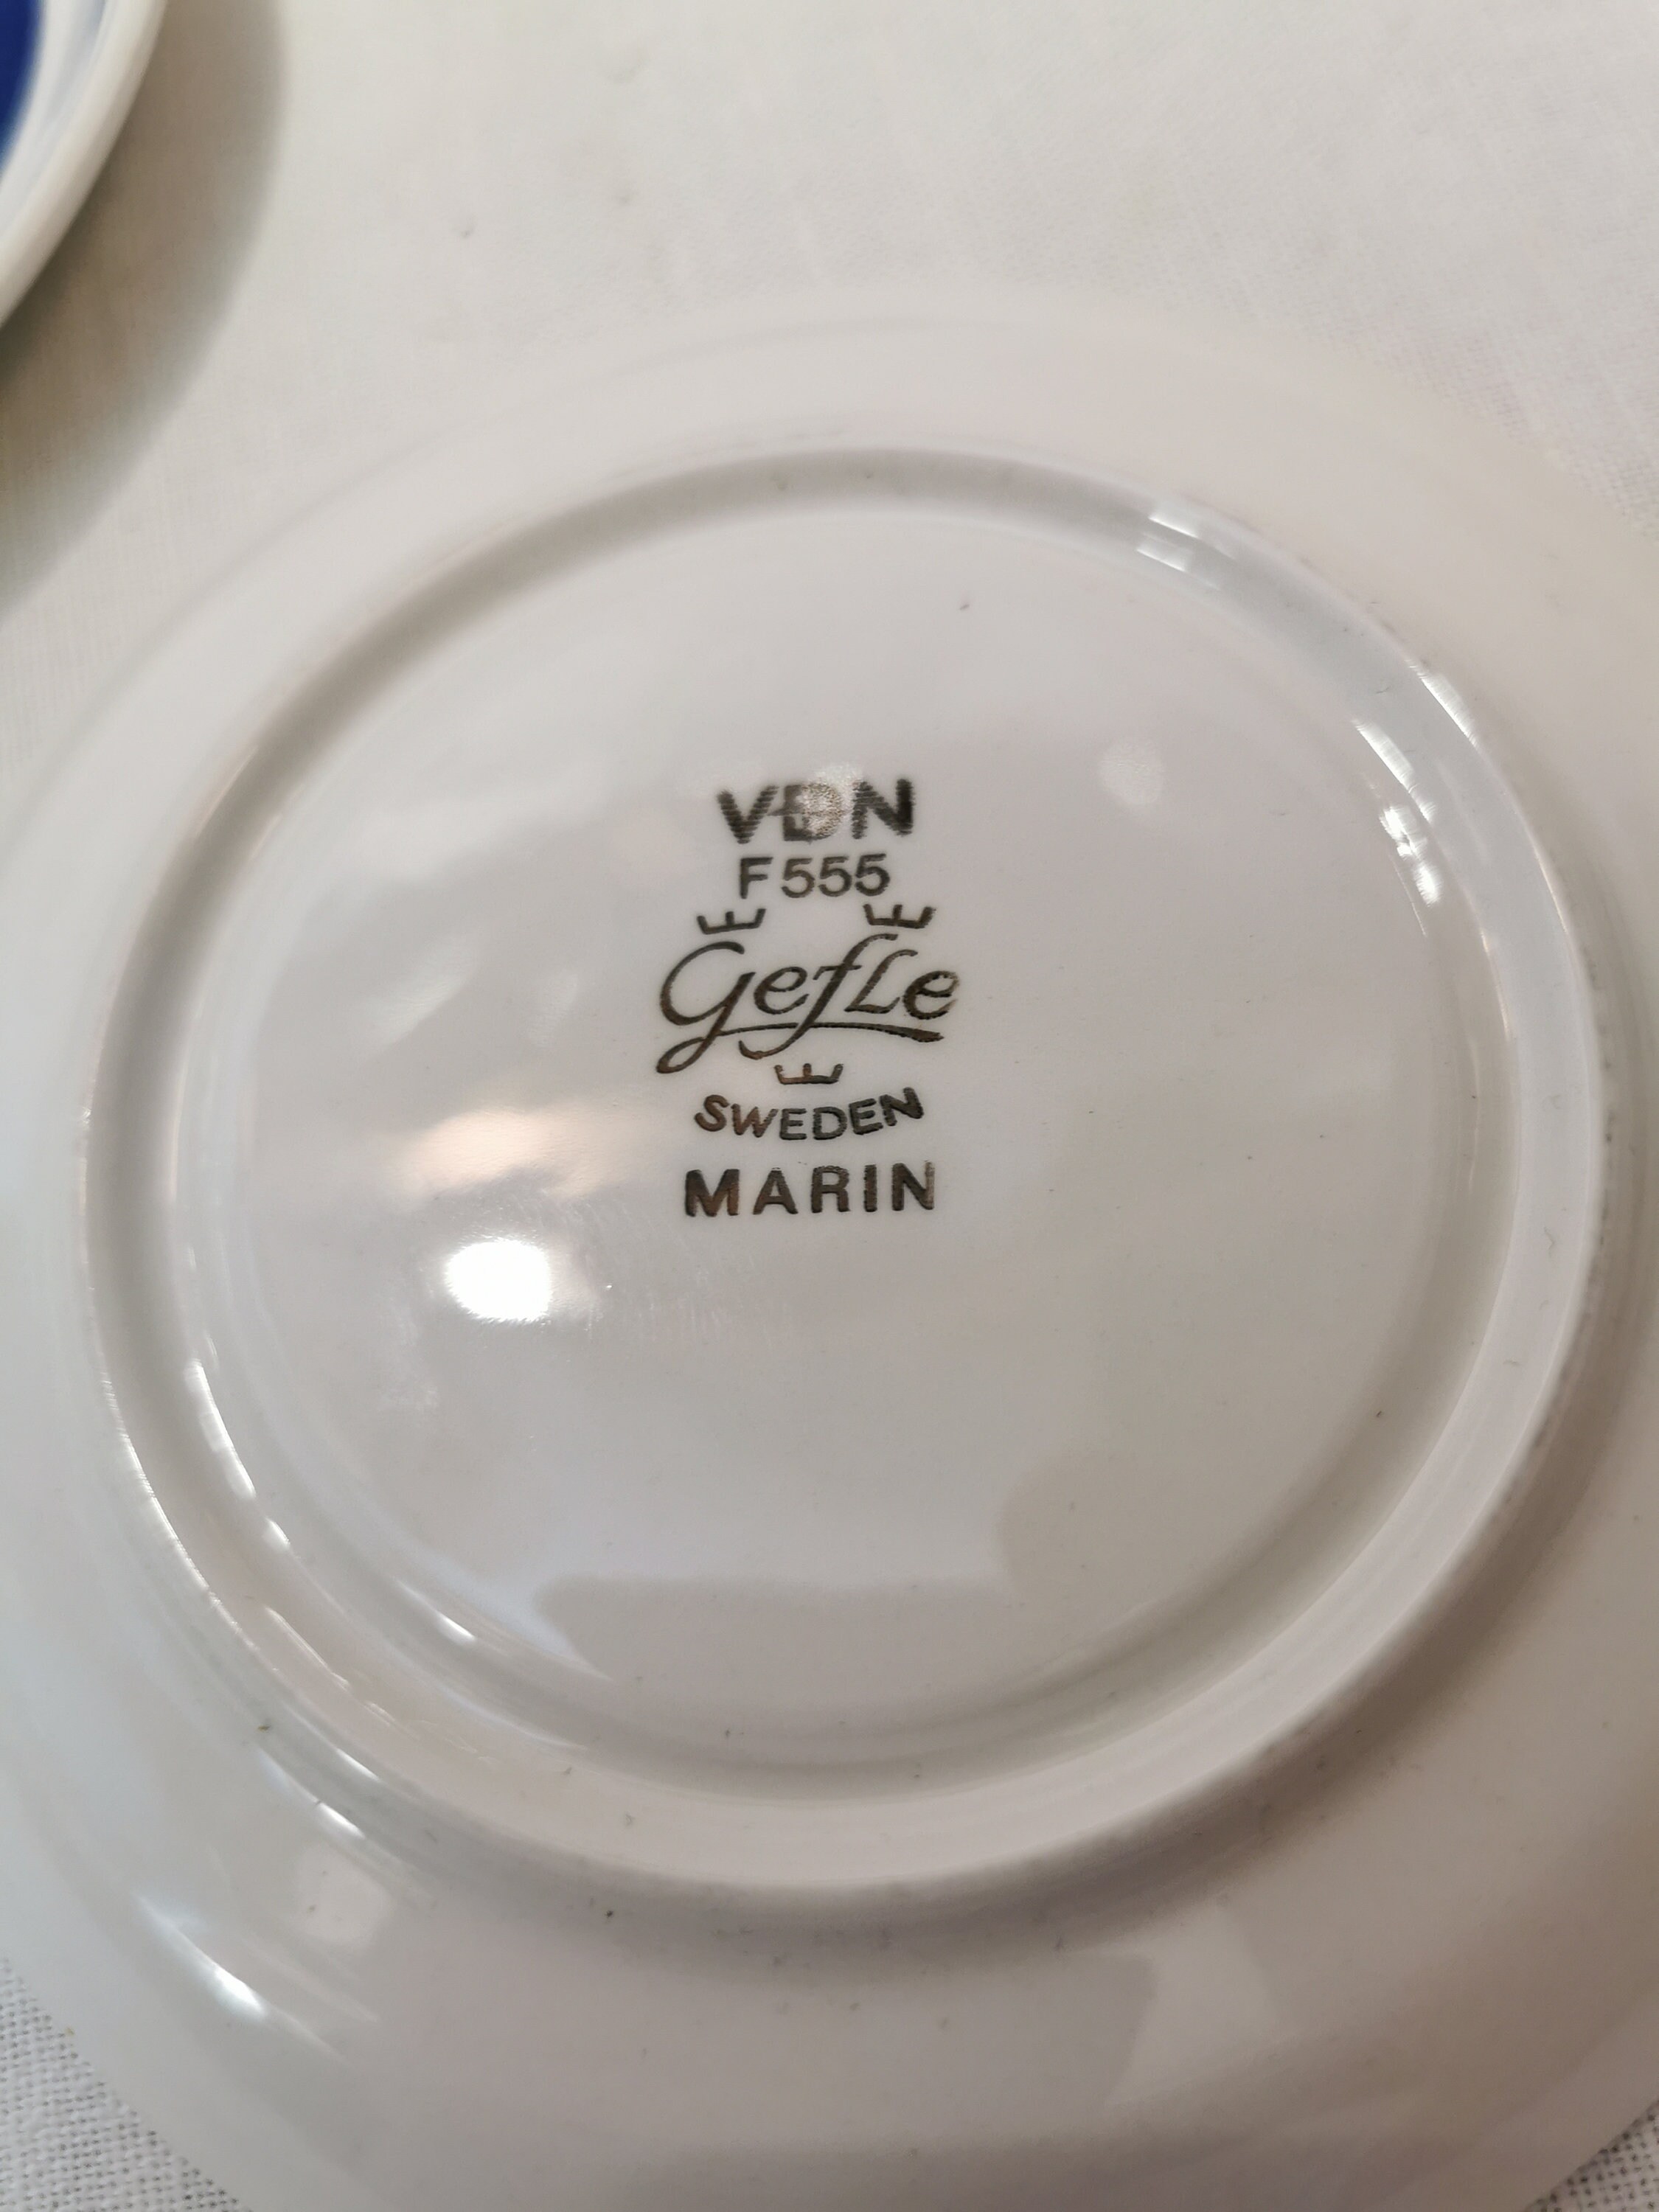 VDN
F555
Gefle
SWEDEN
MARIN